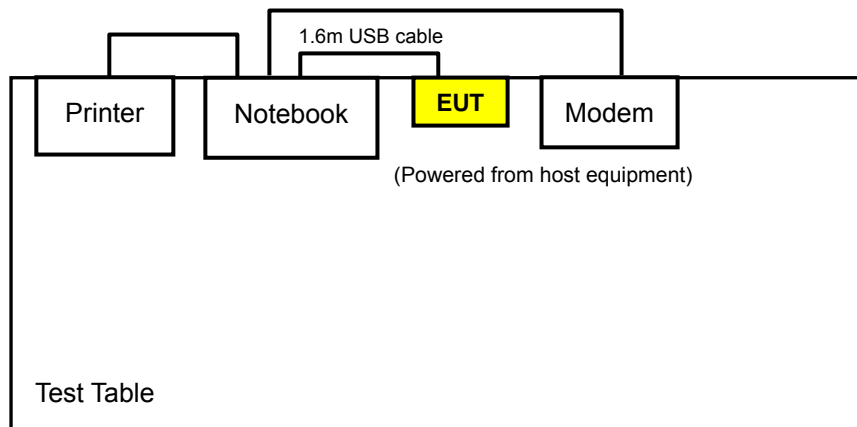 1.6m USB cable
Printer
Notebook
EUT
Modem
(Powered from host equipment)
Test Table